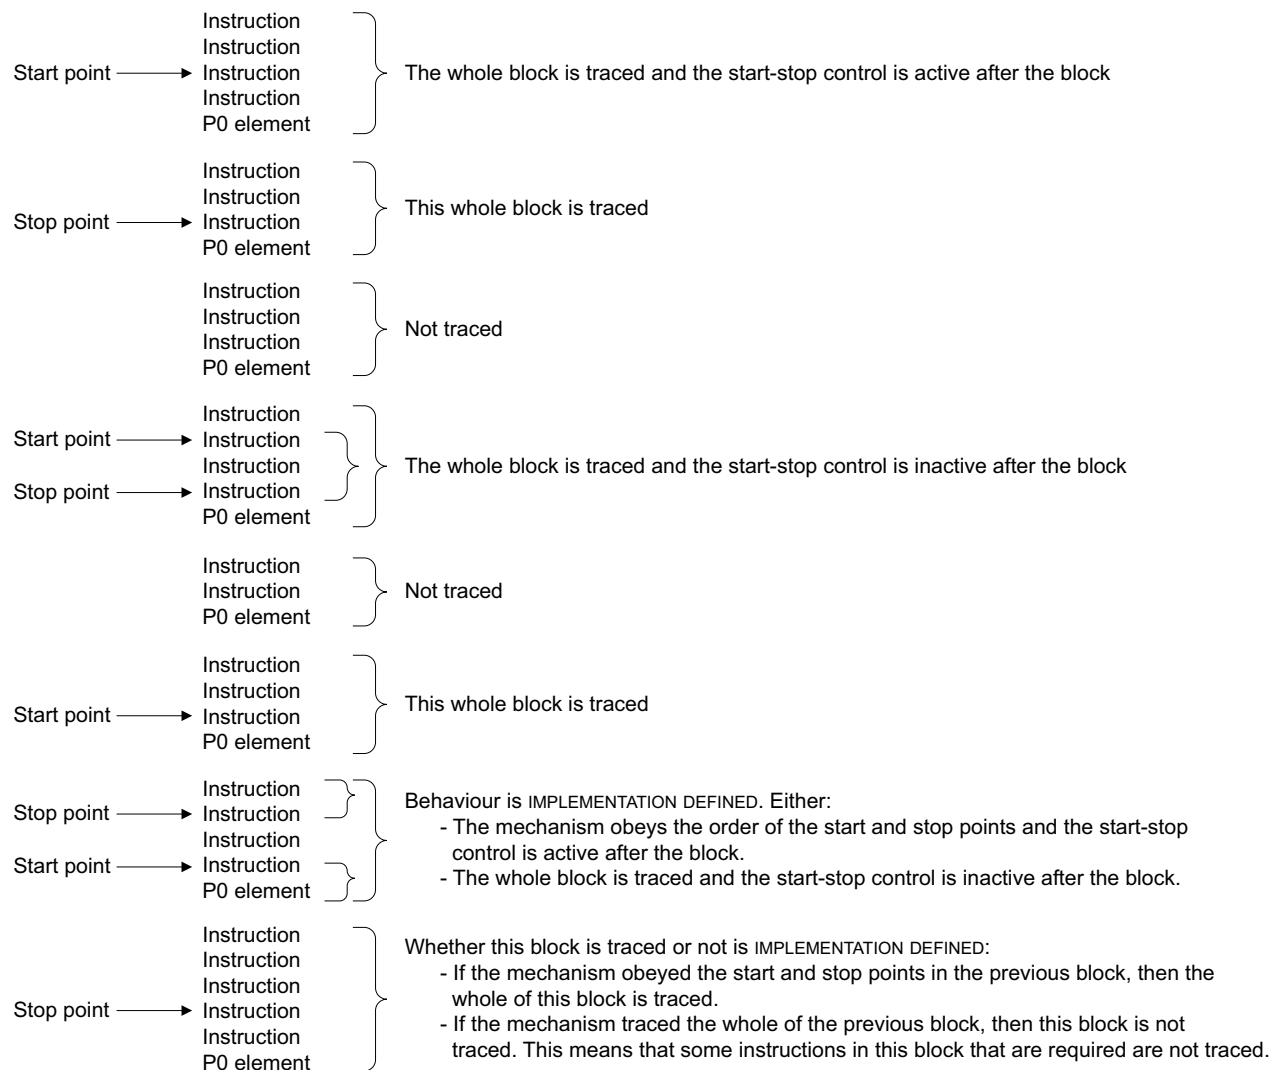 Instruction
Instruction
Start point Instruction The whole block is traced and the start-stop control is active after the block
Instruction
P0 element
Instruction
Instruction This whole block is traced
Stop point Instruction
P0 element
Instruction
Instruction Not traced
Instruction
P0 element
Instruction
Start point Instruction
Instruction The whole block is traced and the start-stop control is inactive after the block
Stop point Instruction
P0 element
Instruction
Instruction Not traced
P0 element
Instruction
Instruction This whole block is traced
Start point Instruction
P0 element
Instruction Behaviour is IMPLEMENTATION DEFINED. Either:
Stop point Instruction - The mechanism obeys the order of the start and stop points and the start-stop
Instruction control is active after the block.
Start point Instruction - The whole block is traced and the start-stop control is inactive after the block.
P0 element
Instruction Whether this block is traced or not is IMPLEMENTATION DEFINED:
Instruction - If the mechanism obeyed the start and stop points in the previous block, then the
Instruction whole of this block is traced.
Stop point Instruction - If the mechanism traced the whole of the previous block, then this block is not
Instruction traced. This means that some instructions in this block that are required are not traced.
P0 element